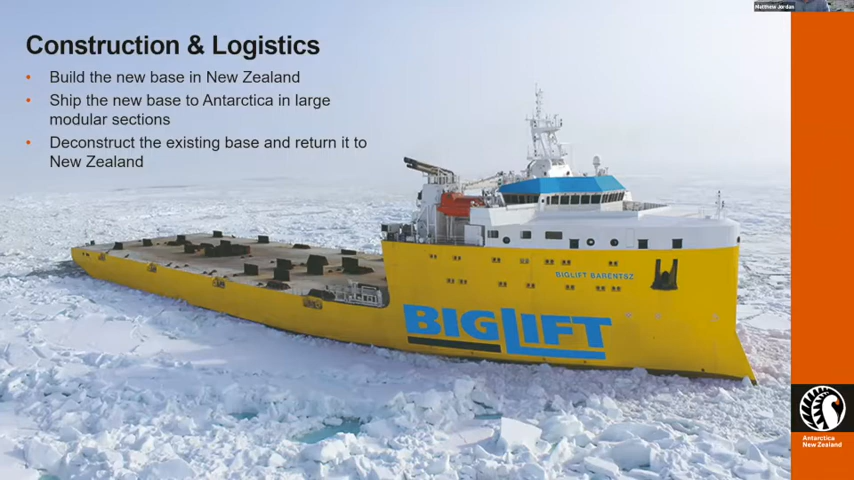 Matthew Jordan
Construction & Logistics
• Build the new base in New Zealand
• Ship the new base to Antarctica in large
modular sections
• Deconstruct the existing base and return it to
New Zealand
BIGLIFT BARENTSZ
BIGLIFT
Antarctica
New Zealand